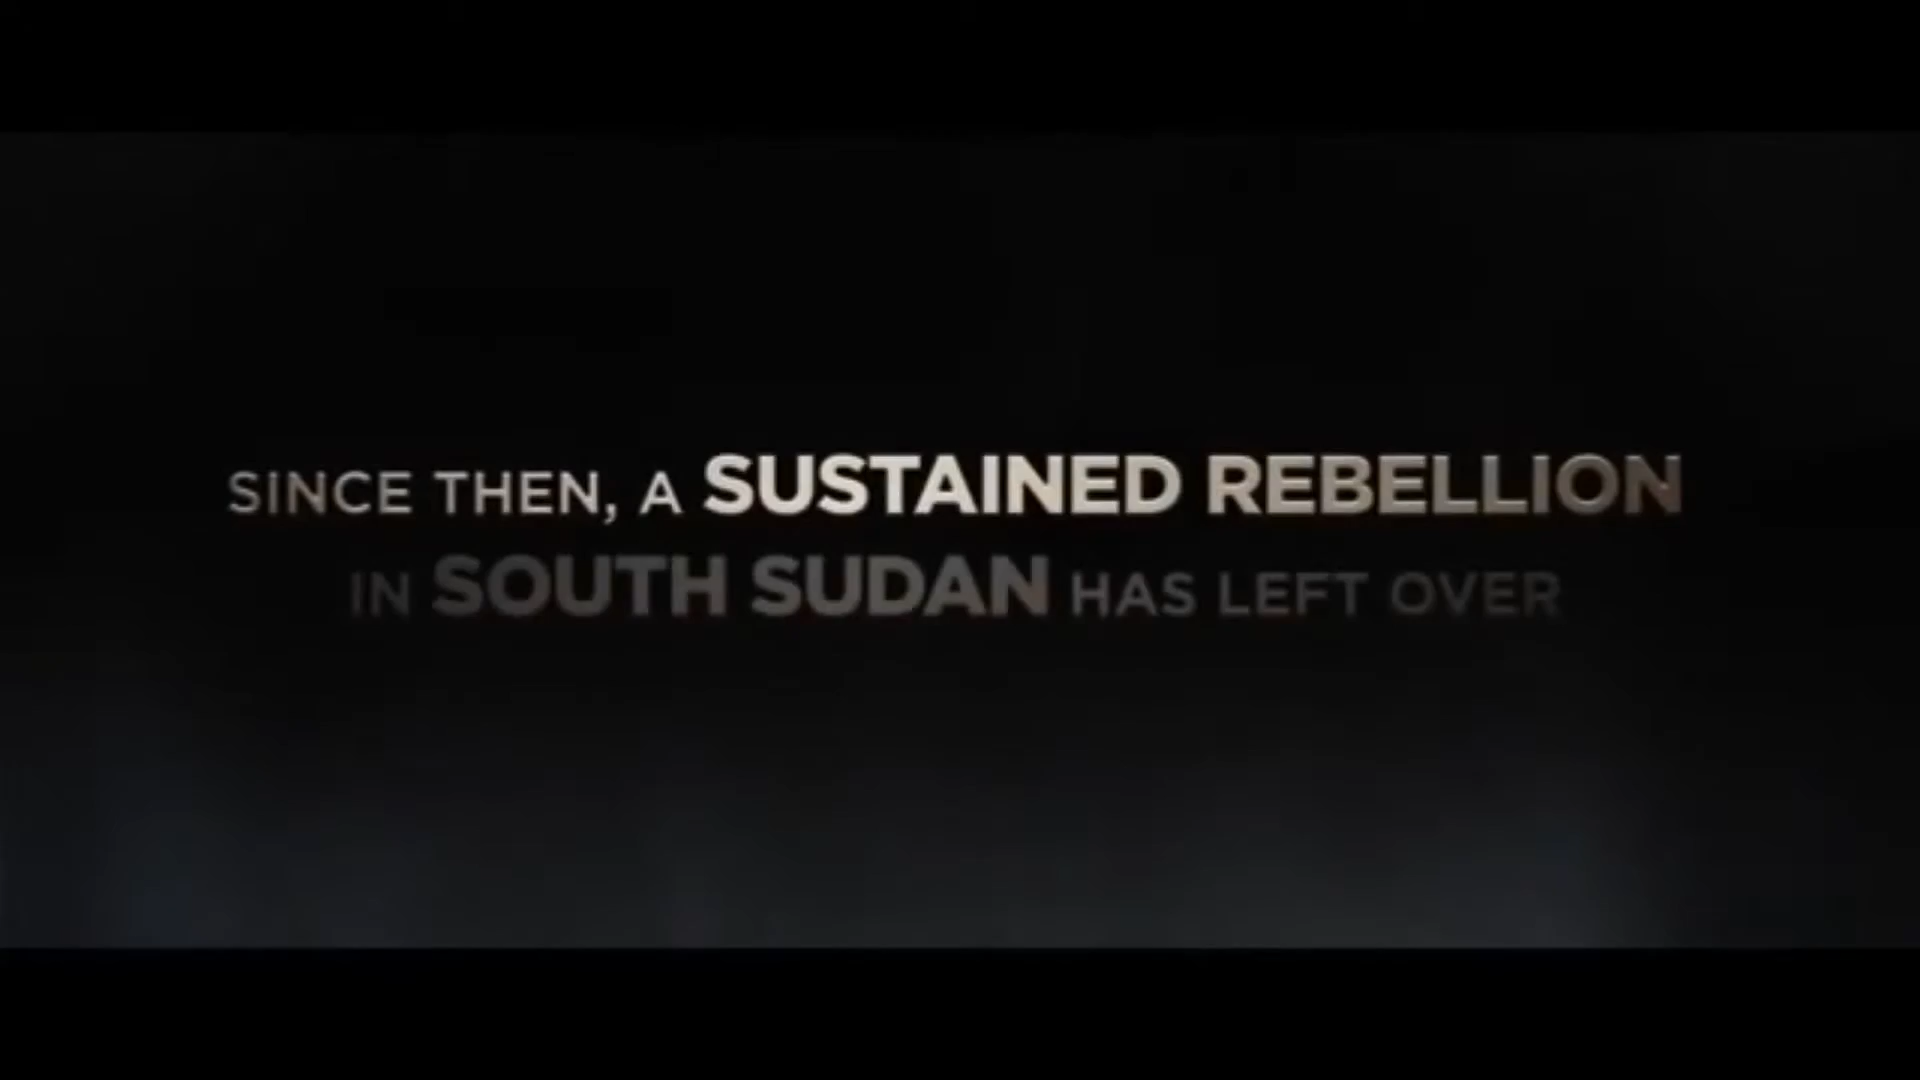 SINCE THEN, A SUSTAINED REBELLION
IN SOUTH SUDAN HAS LEFT OVER